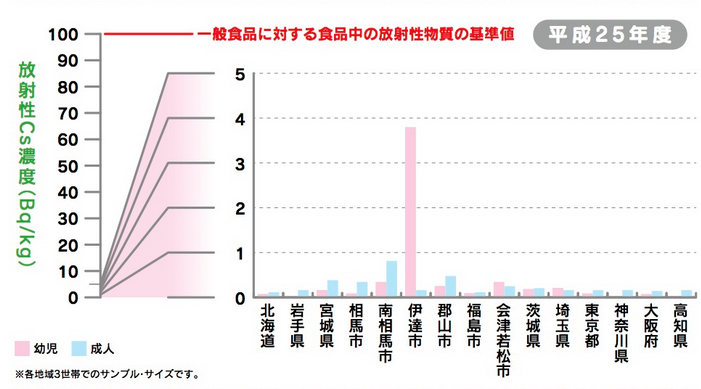 一般食品に対する食品中の放射性物質の基準値
平成25年度
放射性Cs濃度(Bq/kg)
100
90
80
70
60
50
40
30
20
10
0
5
4
3
2
1
0
北海道
岩手県
宮城県
相馬市
南相馬市
伊達市
郡山市
福島市
会津若松市
茨城県
埼玉県
東京都
神奈川県
大阪府
高知県
幼児 成人
※各地域3世帯でのサンプル・サイズです。